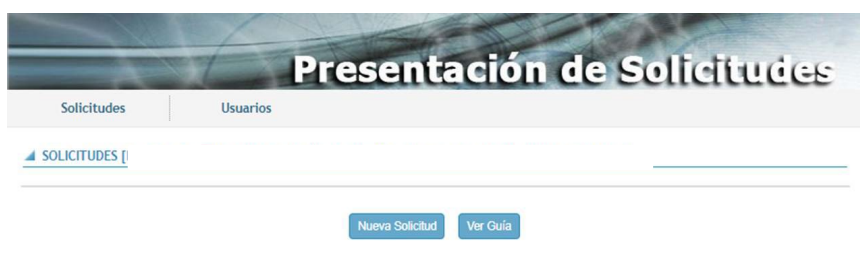 Presentación de Solicitudes
Solicitudes Usuarios
SOLICITUDES [
Nueva Solicitud Ver Guía